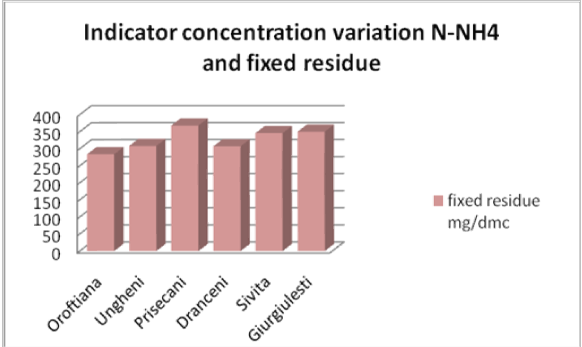 Indicator concentration variation N-NH4
and fixed residue
400
350
300
250
200
150
100
50
0
Oroftiana
Ungheni
Prisecani
Dranceni
Sivita
Giurgiulesti
fixed residue
mg/dmc